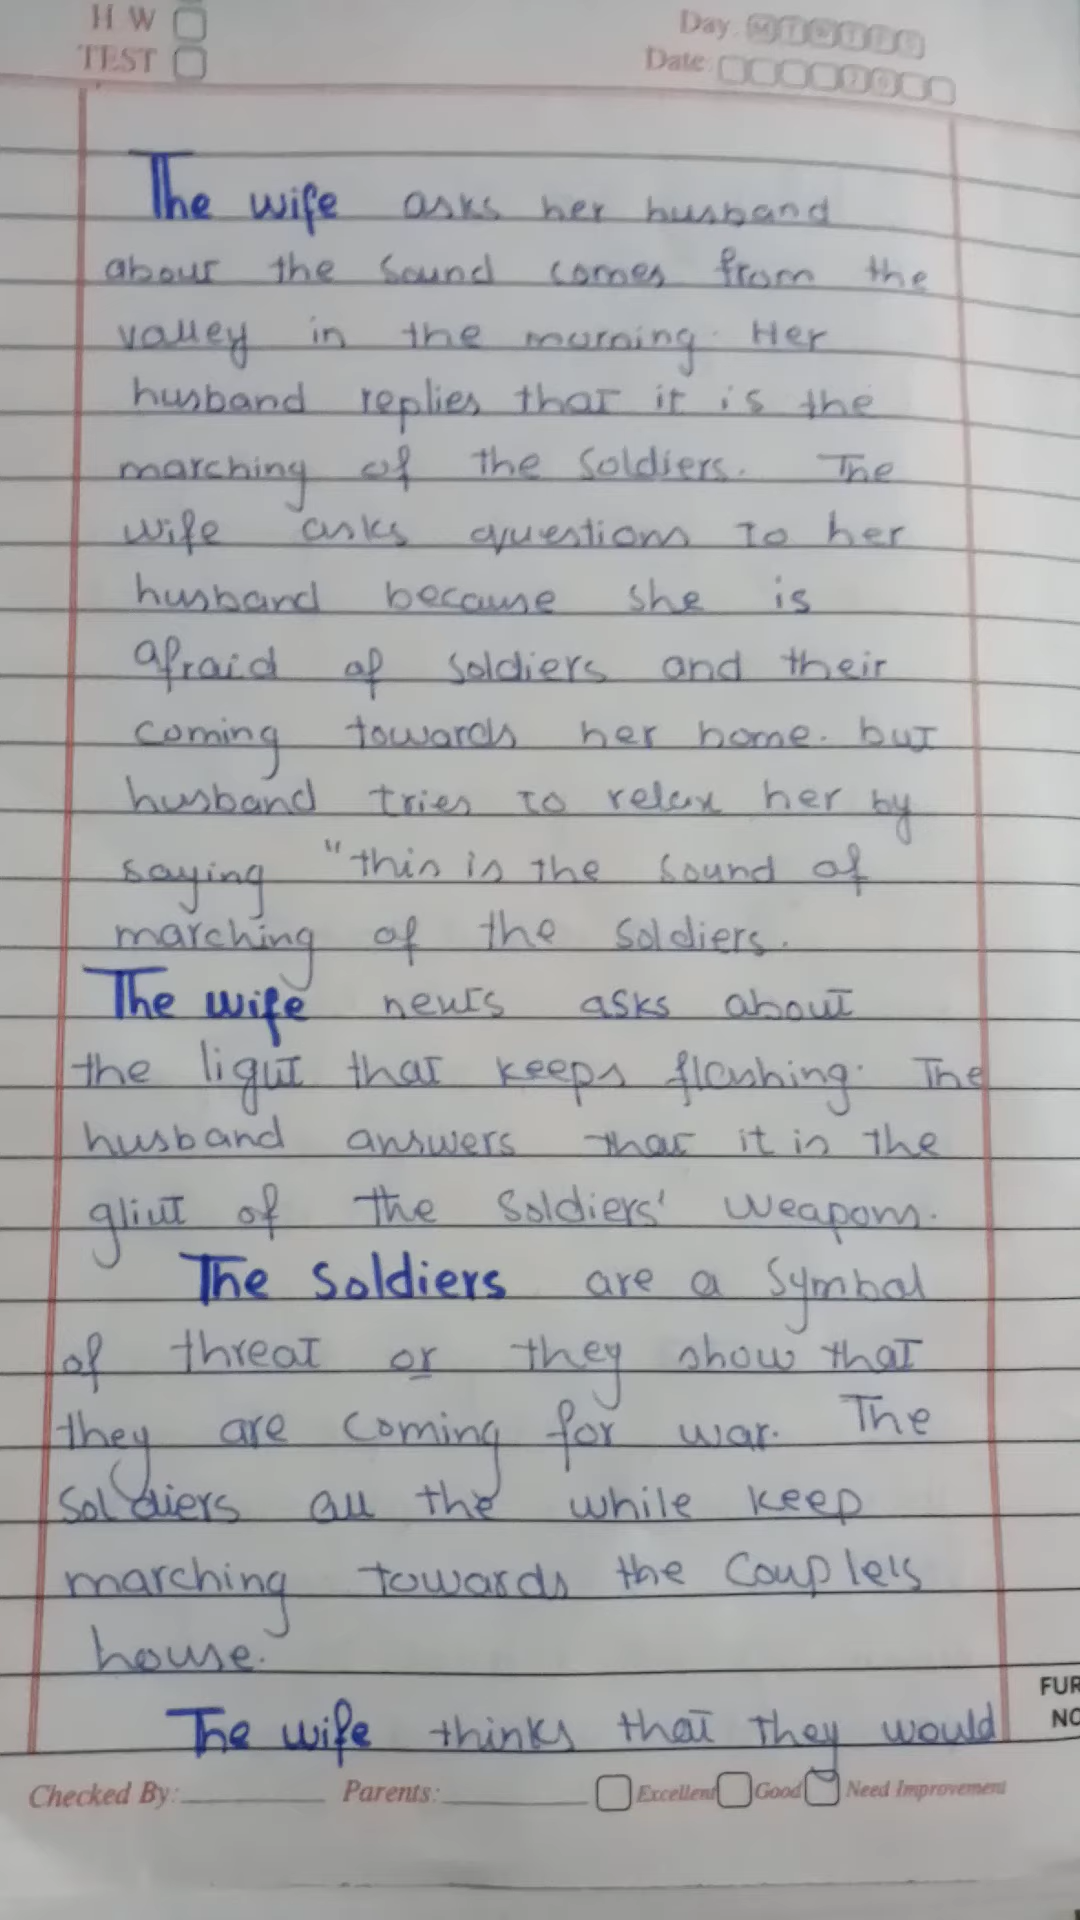 H W
TEST
Day: M T W T F S
Date:
The wife asks her husband
about the sound comes from the
valley in the morning. Her
husband replies that it is the
marching of the soldiers. The
wife asks questions to her
husband because she is
afraid of soldiers and their
coming towards her home. but
husband tries to relax her by
saying "this is the sound of
marching of the soldiers.
The wife next asks about
the light that keeps flashing. The
husband answers that it is the
glint of the soldiers' weapons.
The Soldiers are a symbol
of threat or they show that
they are coming for war. The
soldiers all the while keep
marching towards the couple's
house.
The wife thinks that they would
FUR
NO
Checked By: Parents: Excellent Good Need Improvement